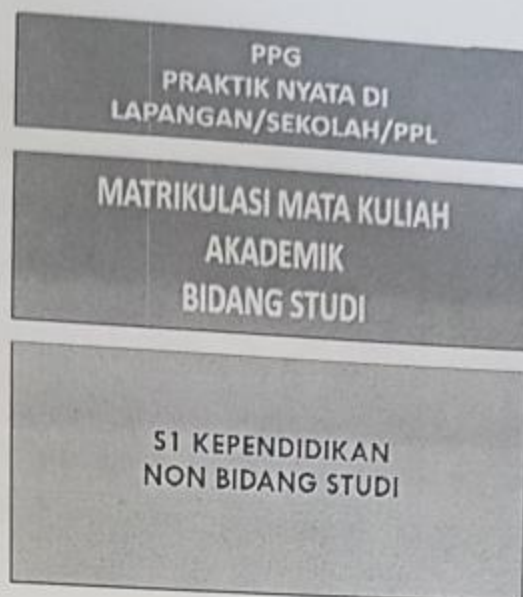 PPG
PRAKTIK NYATA DI
LAPANGAN/SEKOLAH/PPL
MATRIKULASI MATA KULIAH
AKADEMIK
BIDANG STUDI
S1 KEPENDIDIKAN
NON BIDANG STUDI